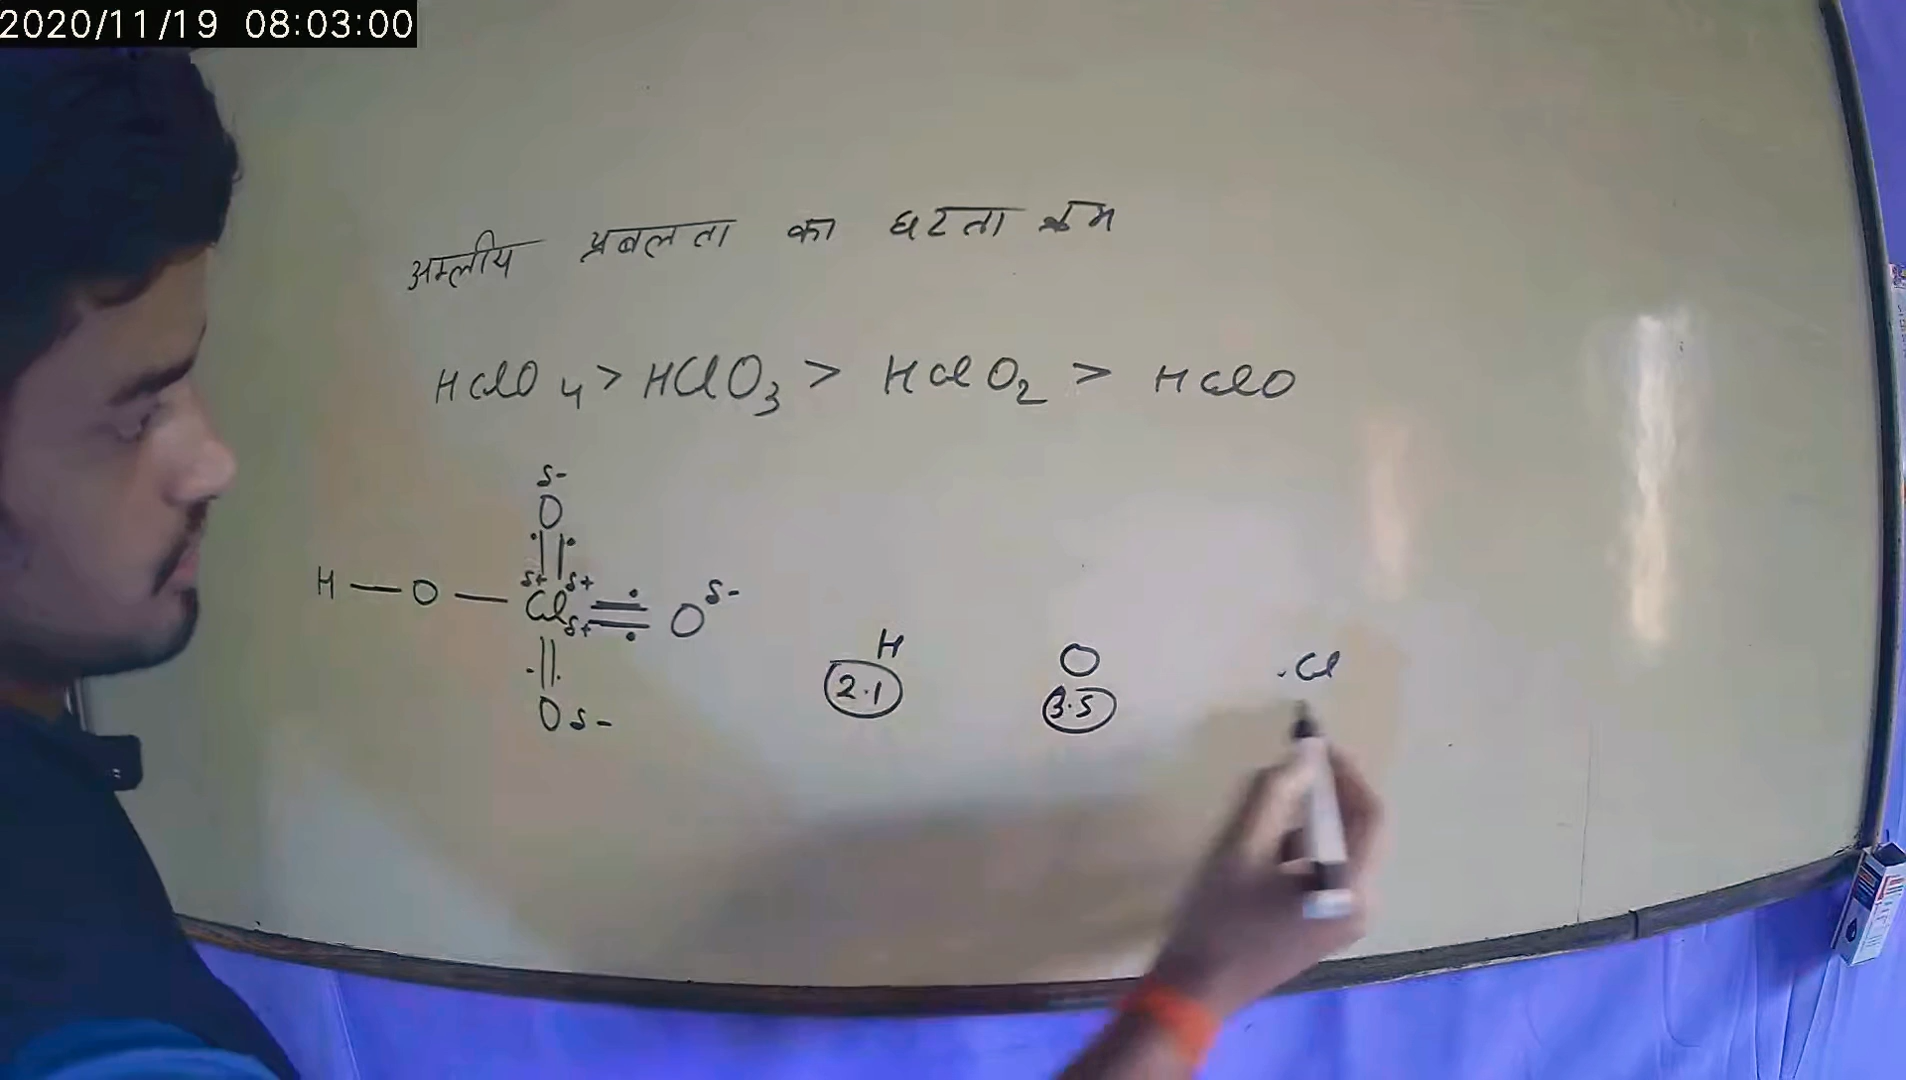 2020/11/19 08:03:00
अम्लीय प्रबलता का घटता क्रम
HClO4 > HClO3 > HClO2 > HClO
δ-
O
δ+ δ+
H — O — Cl = O δ-
δ+
O δ-
H O Cl
2.1 3.5